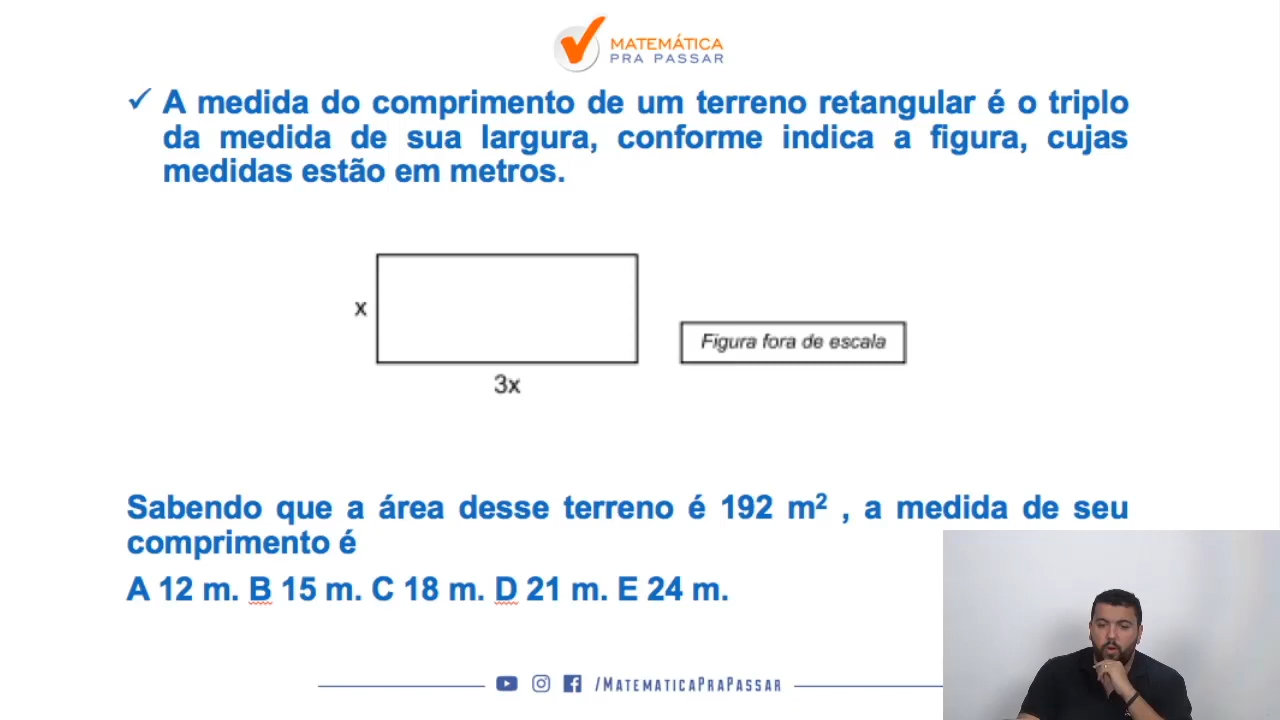 MATEMÁTICA
PRA PASSAR
✓ A medida do comprimento de um terreno retangular é o triplo
da medida de sua largura, conforme indica a figura, cujas
medidas estão em metros.
x
Figura fora de escala
3x
Sabendo que a área desse terreno é 192 m² , a medida de seu
comprimento é
A 12 m. B 15 m. C 18 m. D 21 m. E 24 m.
/MATEMATICAPRAPASSAR